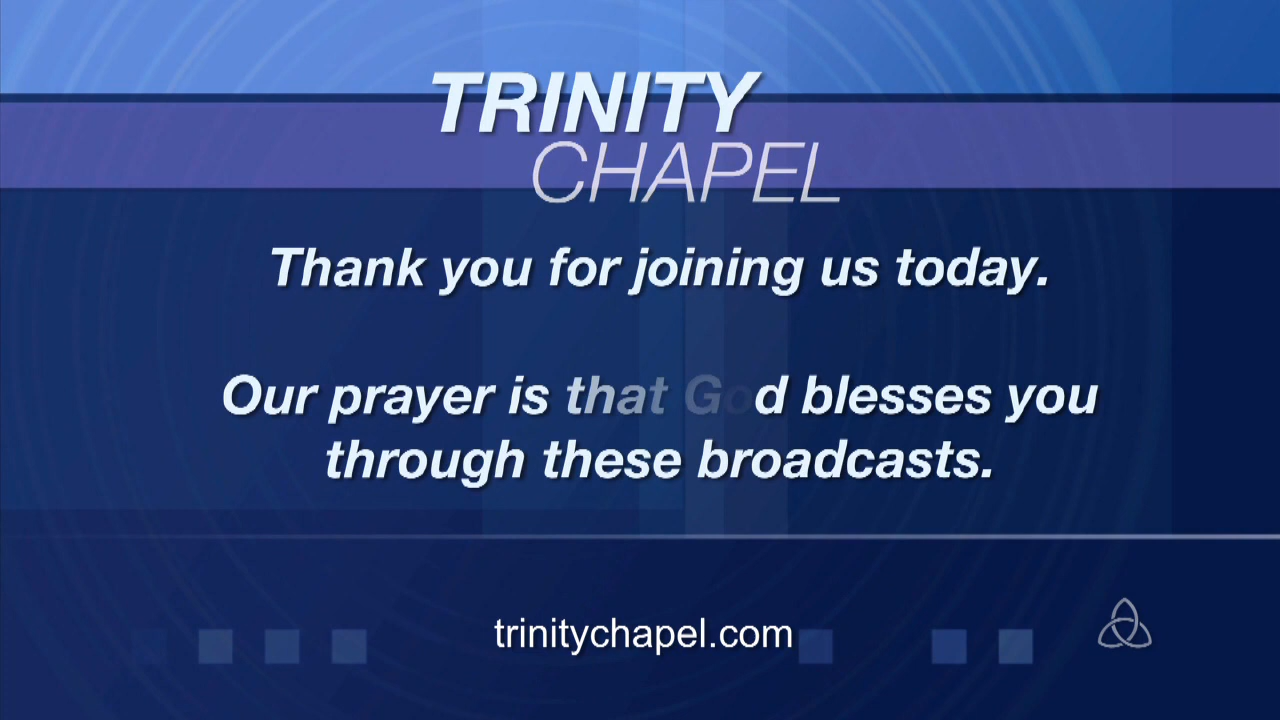 TRINITY
CHAPEL
Thank you for joining us today.
Our prayer is that God blesses you
through these broadcasts.
trinitychapel.com